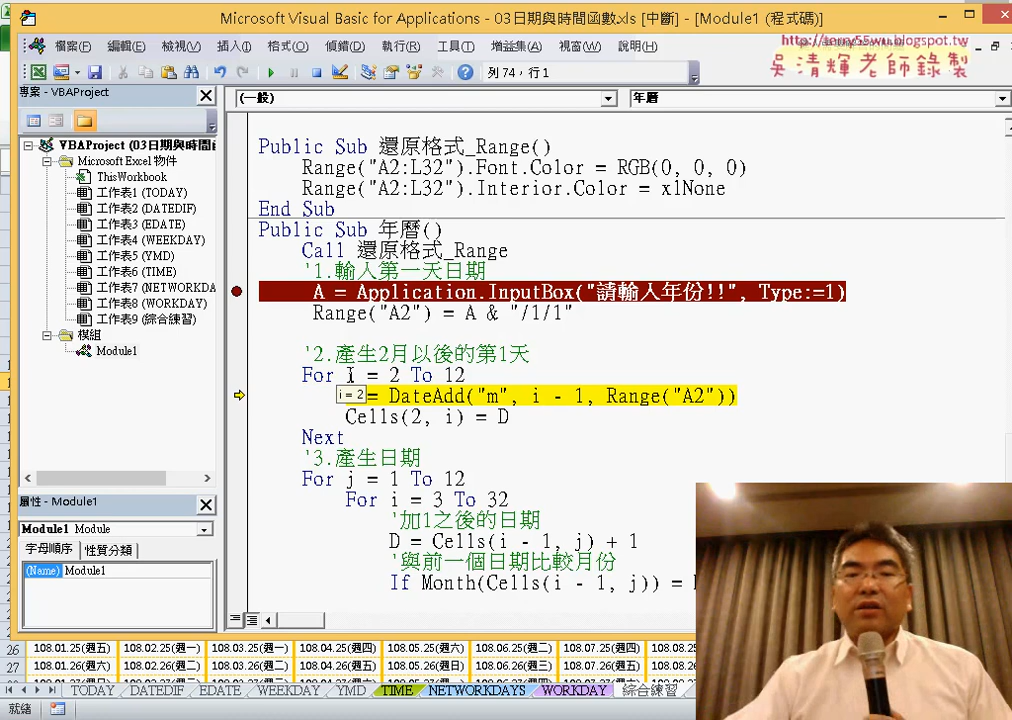 Microsoft Visual Basic for Applications - 03日期與時間函數.xls [中斷] - [Module1 (程式碼)]
http://terry55wu.blogspot.tw
吳清輝老師錄製
檔案(F) 編輯(E) 檢視(V) 插入(I) 格式(O) 偵錯(D) 執行(R) 工具(T) 增益集(A) 視窗(W) 說明(H)
列 74，行 1
專案 - VBAProject
(一般)
年曆
VBAProject (03日期與時間
Microsoft Excel 物件
ThisWorkbook
工作表1 (TODAY)
工作表2 (DATEDIF)
工作表3 (EDATE)
工作表4 (WEEKDAY)
工作表5 (YMD)
工作表6 (TIME)
工作表7 (NETWORKDA
工作表8 (WORKDAY)
工作表9 (綜合練習)
模組
Module1
屬性 - Module1
Module1 Module
字母順序 性質分類
(Name) Module1
Public Sub 還原格式_Range()
Range("A2:L32").Font.Color = RGB(0, 0, 0)
Range("A2:L32").Interior.Color = xlNone
End Sub
Public Sub 年曆()
Call 還原格式_Range
'1.輸入第一天日期
A = Application.InputBox("請輸入年份!!", Type:=1)
Range("A2") = A & "/1/1"
'2.產生2月以後的第1天
For i = 2 To 12
i = 2 = DateAdd("m", i - 1, Range("A2"))
Cells(2, i) = D
Next
'3.產生日期
For j = 1 To 12
For i = 3 To 32
'加1之後的日期
D = Cells(i - 1, j) + 1
'與前一個日期比較月份
If Month(Cells(i - 1, j)) =
26 108.01.25(週五) 108.02.25(週一) 108.03.25(週一) 108.04.25(週四) 108.05.25(週六) 108.06.25(週二) 108.07.25(週四) 108.08.25
27 108.01.26(週六) 108.02.26(週二) 108.03.26(週二) 108.04.26(週五) 108.05.26(週日) 108.06.26(週三) 108.07.26(週五) 108.08.26
TODAY DATEDIF EDATE WEEKDAY YMD TIME NETWORKDAYS WORKDAY 綜合練習
就緒